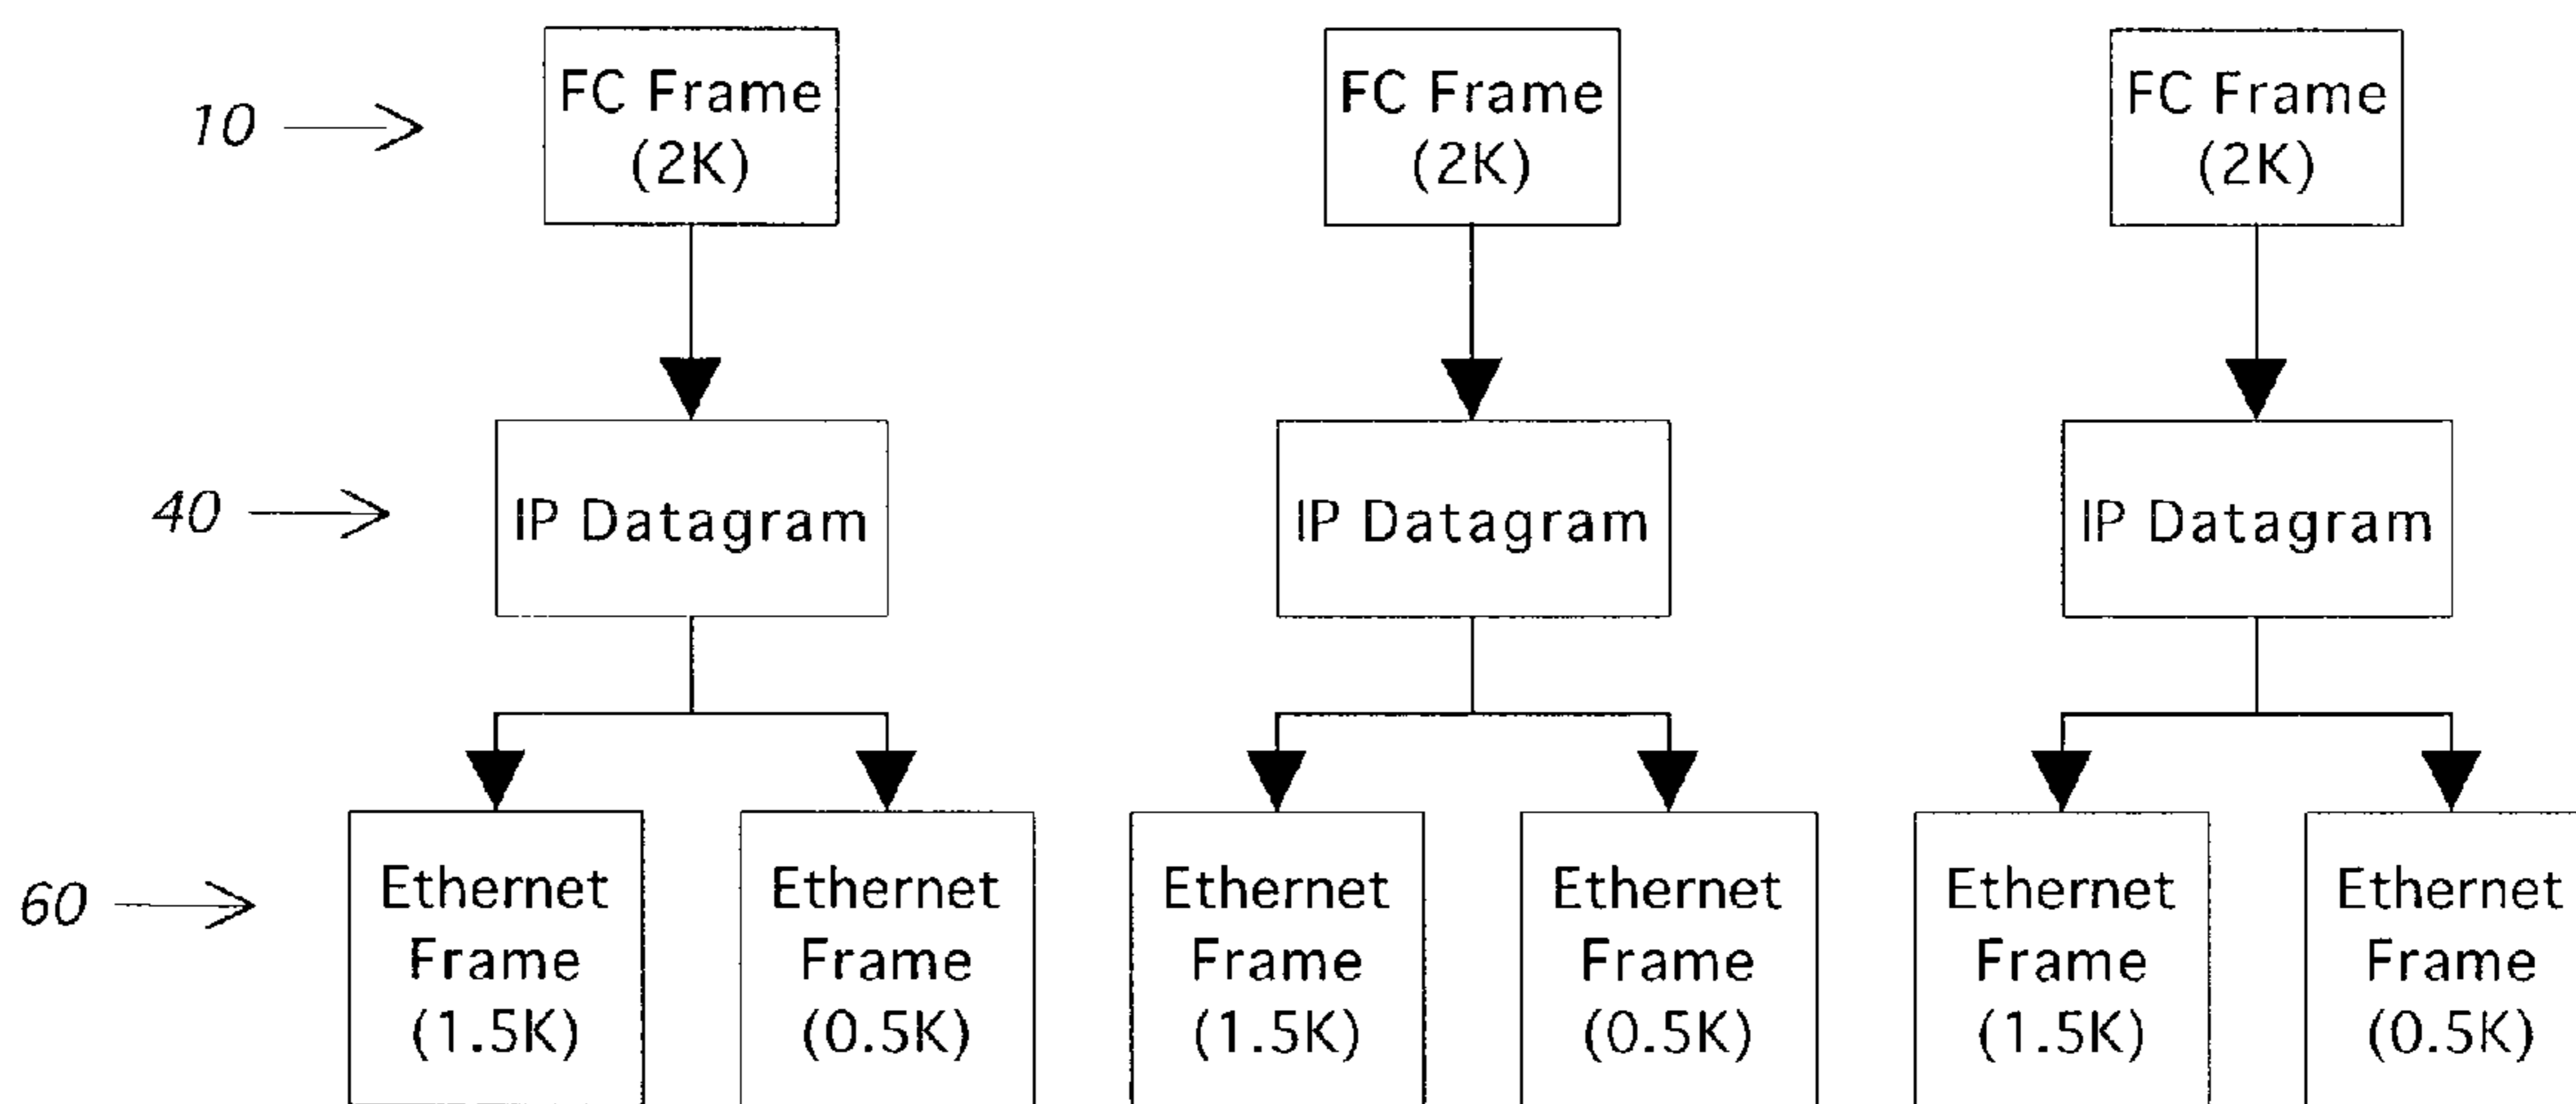 10
FC Frame
(2K)
FC Frame
(2K)
FC Frame
(2K)
40
IP Datagram
IP Datagram
IP Datagram
60
Ethernet
Frame
(1.5K)
Ethernet
Frame
(0.5K)
Ethernet
Frame
(1.5K)
Ethernet
Frame
(0.5K)
Ethernet
Frame
(1.5K)
Ethernet
Frame
(0.5K)